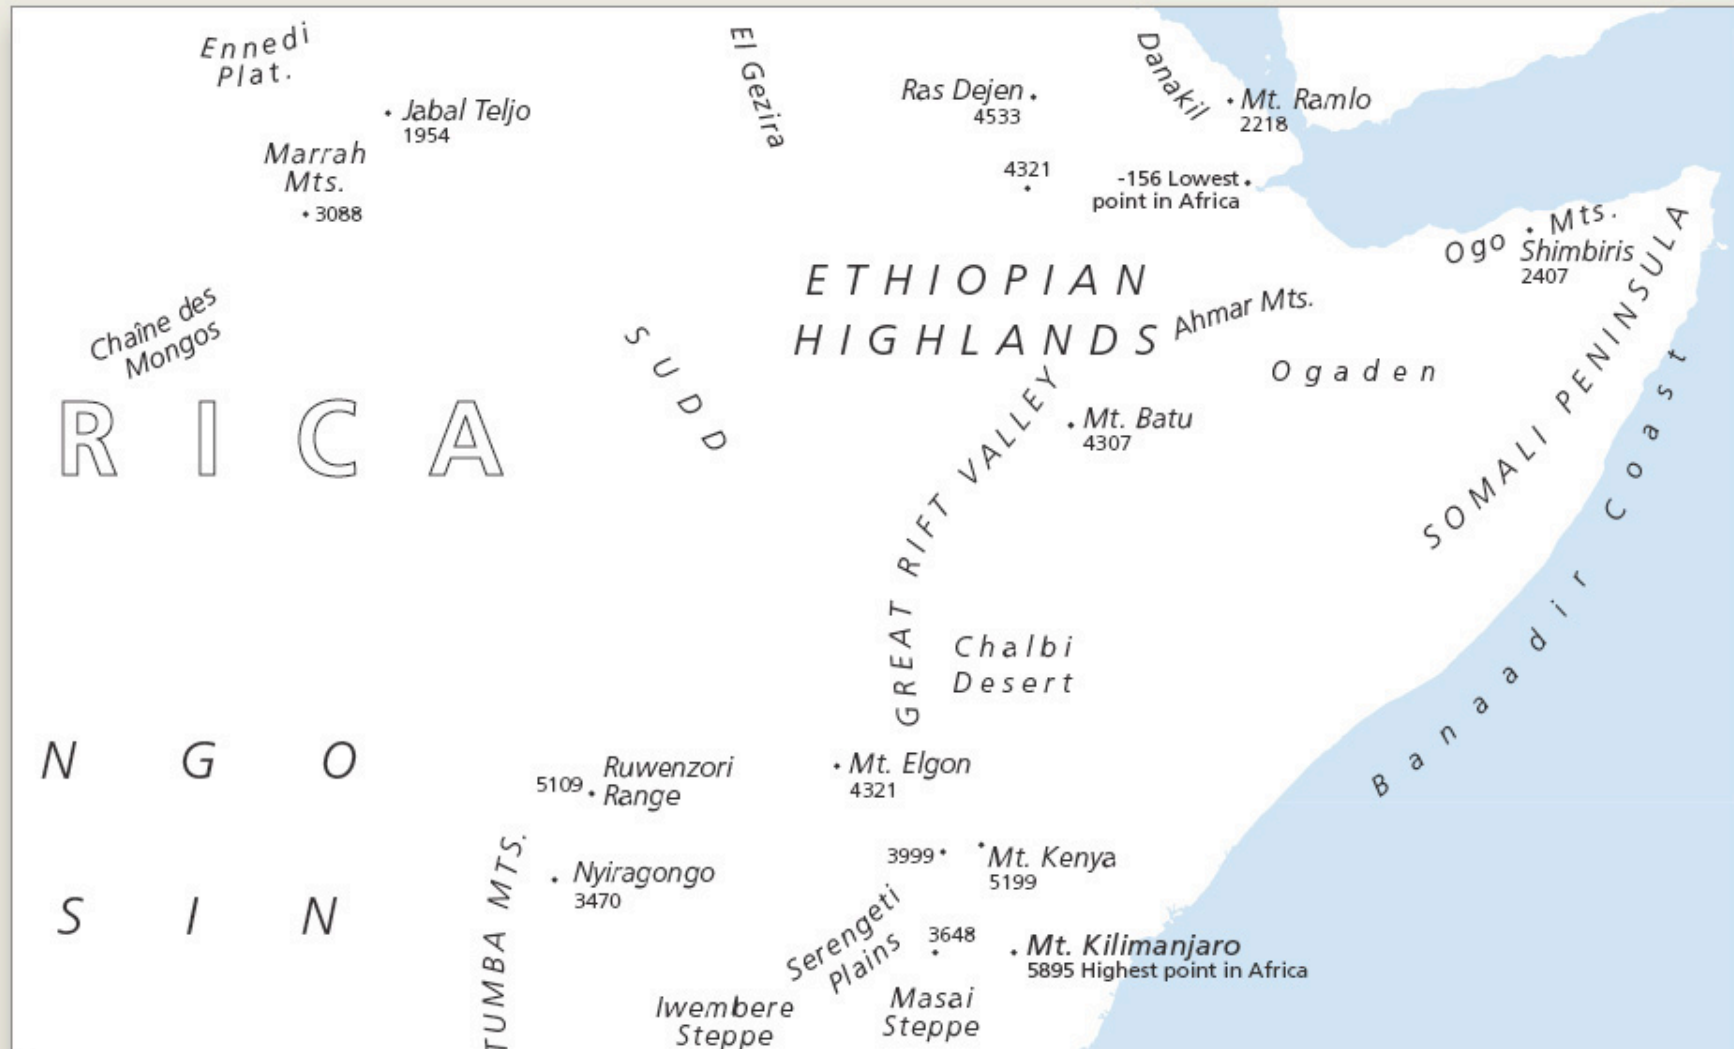 Ennedi
Plat.
El Gezira
Danakil
Jabal Teljo
1954
Ras Dejen
4533
Mt. Ramlo
2218
Marrah
Mts.
3088
4321
-156 Lowest
point in Africa
Ogo Mts.
Shimbiris
2407
ETHIOPIAN
HIGHLANDS
Ahmar Mts.
Chaîne des
Mongos
SUDD
Ogaden
SOMALI PENINSULA
RICA
Mt. Batu
4307
GREAT RIFT VALLEY
Banaadir Coast
Chalbi
Desert
NGO
Ruwenzori
5109
Range
Mt. Elgon
4321
TUMBA MTS.
3999
Mt. Kenya
5199
Nyiragongo
3470
SIN
Serengeti
Plains
3648
Mt. Kilimanjaro
5895 Highest point in Africa
Iwembere
Steppe
Masai
Steppe